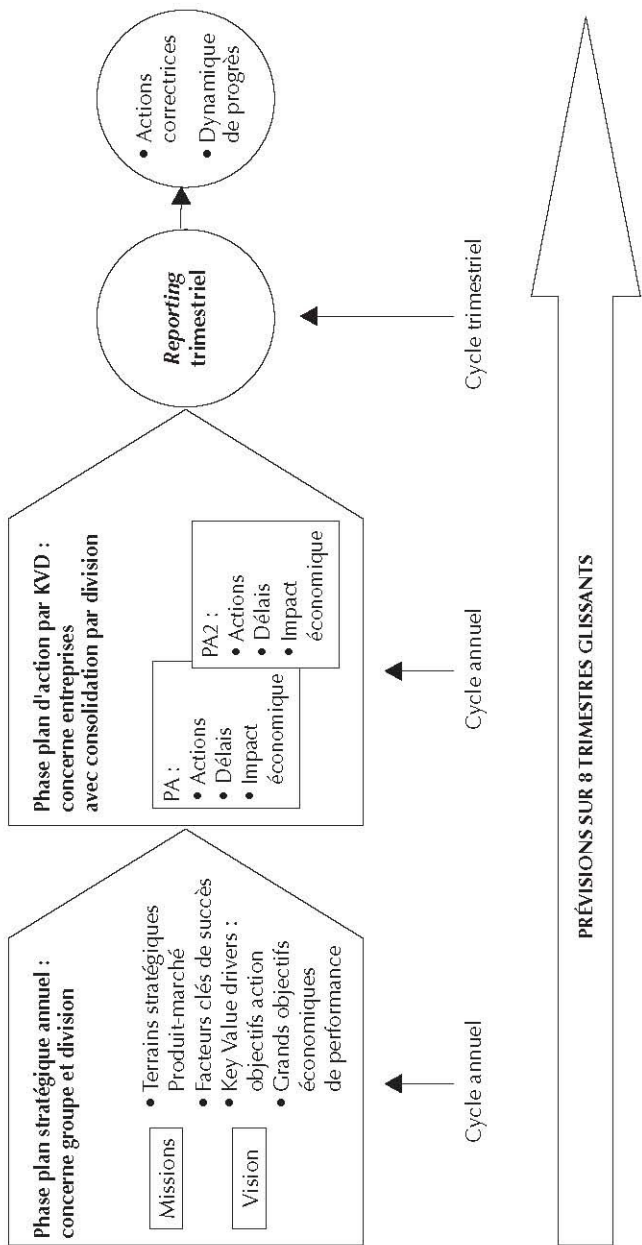 Phase plan stratégique annuel :
concerne groupe et division
Missions
Vision
• Terrains stratégiques
Produit-marché
• Facteurs clés de succès
• Key Value drivers :
objectifs action
• Grands objectifs
économiques
de performance
Cycle annuel
Phase plan d'action par KVD :
concerne entreprises
avec consolidation par division
PA :
• Actions
• Délais
• Impact
économique
PA2 :
• Actions
• Délais
• Impact
économique
Cycle annuel
Reporting
trimestriel
Cycle trimestriel
• Actions
correctrices
• Dynamique
de progrès
PRÉVISIONS SUR 8 TRIMESTRES GLISSANTS